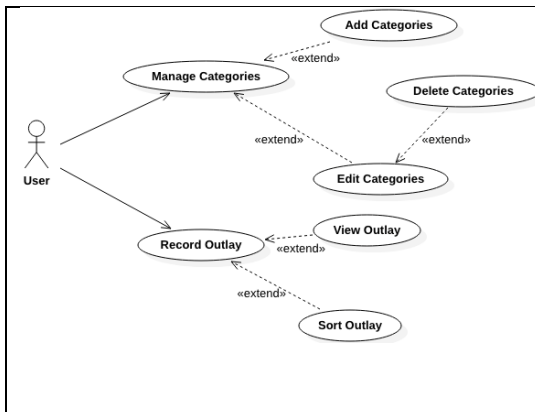 Add Categories
«extend»
Manage Categories
Delete Categories
«extend»
«extend»
User
Edit Categories
View Outlay
Record Outlay
«extend»
«extend»
Sort Outlay